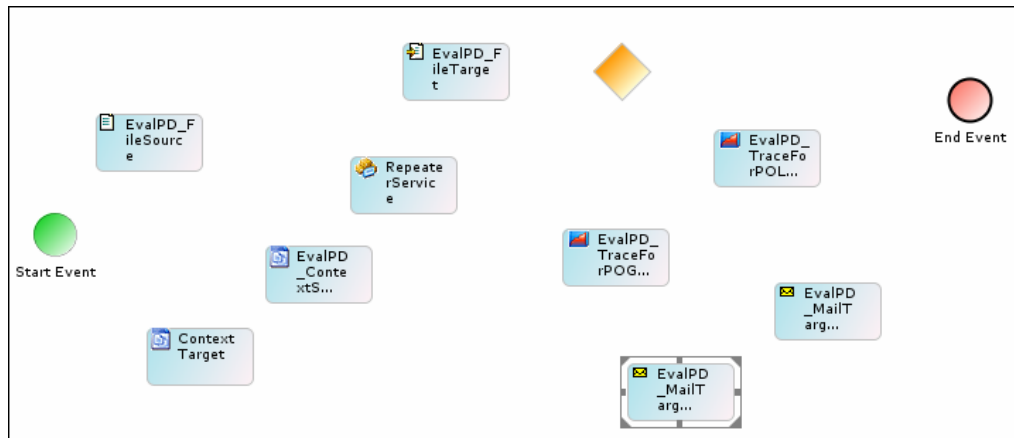 EvalPD_F
ileTarge
t
EvalPD_F
ileSourc
e
End Event
EvalPD_
TraceFo
rPOL...
Repeate
rServic
e
Start Event
EvalPD_
TraceFo
rPOG...
EvalPD
_Conte
xtS...
EvalPD
_MailT
arg...
Context
Target
EvalPD
_MailT
arg...